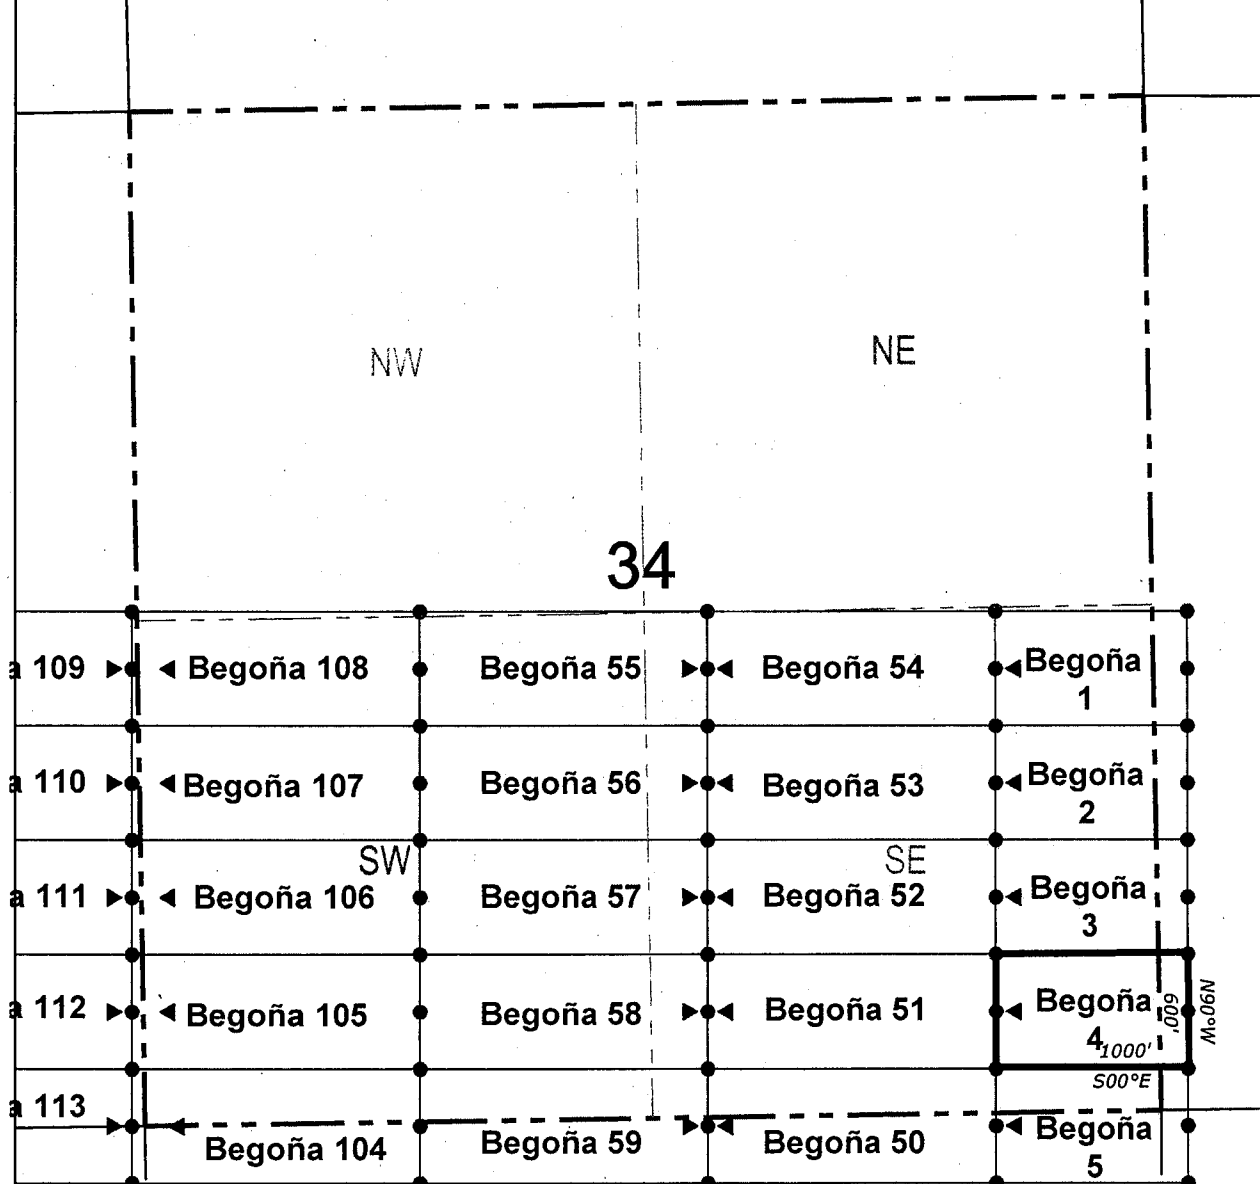 NW
NE
34
a 109
Begoña 108
Begoña 55
Begoña 54
Begoña
1
a 110
Begoña 107
Begoña 56
Begoña 53
Begoña
2
SW
SE
a 111
Begoña 106
Begoña 57
Begoña 52
Begoña
3
a 112
Begoña 105
Begoña 58
Begoña 51
Begoña
4
1000'
600'
N90°W
S00°E
a 113
Begoña 104
Begoña 59
Begoña 50
Begoña
5